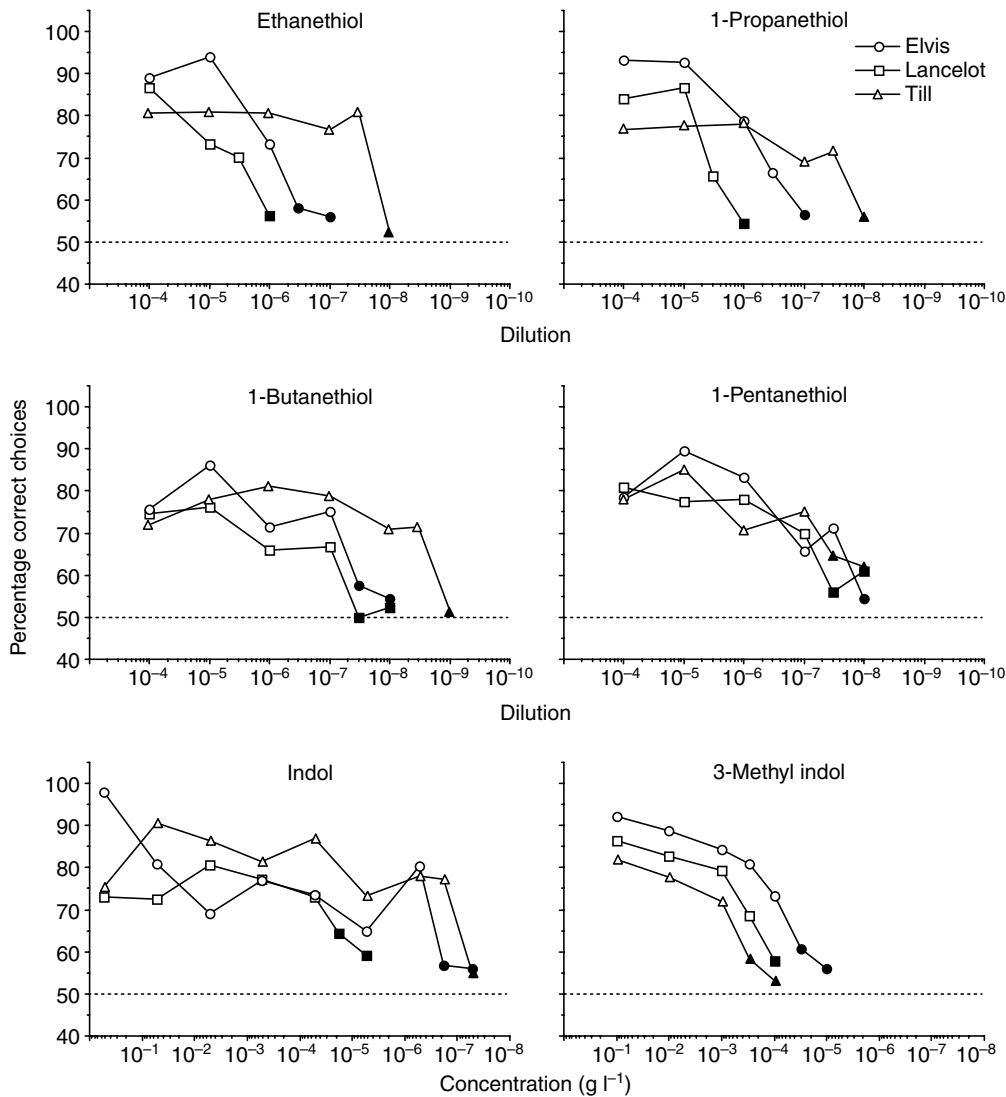 Ethanethiol
1-Propanethiol
Elvis
Lancelot
Till
100
90
80
70
60
50
40
10⁻⁴ 10⁻⁵ 10⁻⁶ 10⁻⁷ 10⁻⁸ 10⁻⁹ 10⁻¹⁰
10⁻⁴ 10⁻⁵ 10⁻⁶ 10⁻⁷ 10⁻⁸ 10⁻⁹ 10⁻¹⁰
Dilution
Percentage correct choices
1-Butanethiol
1-Pentanethiol
100
90
80
70
60
50
40
10⁻⁴ 10⁻⁵ 10⁻⁶ 10⁻⁷ 10⁻⁸ 10⁻⁹ 10⁻¹⁰
10⁻⁴ 10⁻⁵ 10⁻⁶ 10⁻⁷ 10⁻⁸ 10⁻⁹ 10⁻¹⁰
Dilution
Indol
3-Methyl indol
100
90
80
70
60
50
40
10⁻¹ 10⁻² 10⁻³ 10⁻⁴ 10⁻⁵ 10⁻⁶ 10⁻⁷ 10⁻⁸
10⁻¹ 10⁻² 10⁻³ 10⁻⁴ 10⁻⁵ 10⁻⁶ 10⁻⁷ 10⁻⁸
Concentration (g l⁻¹)